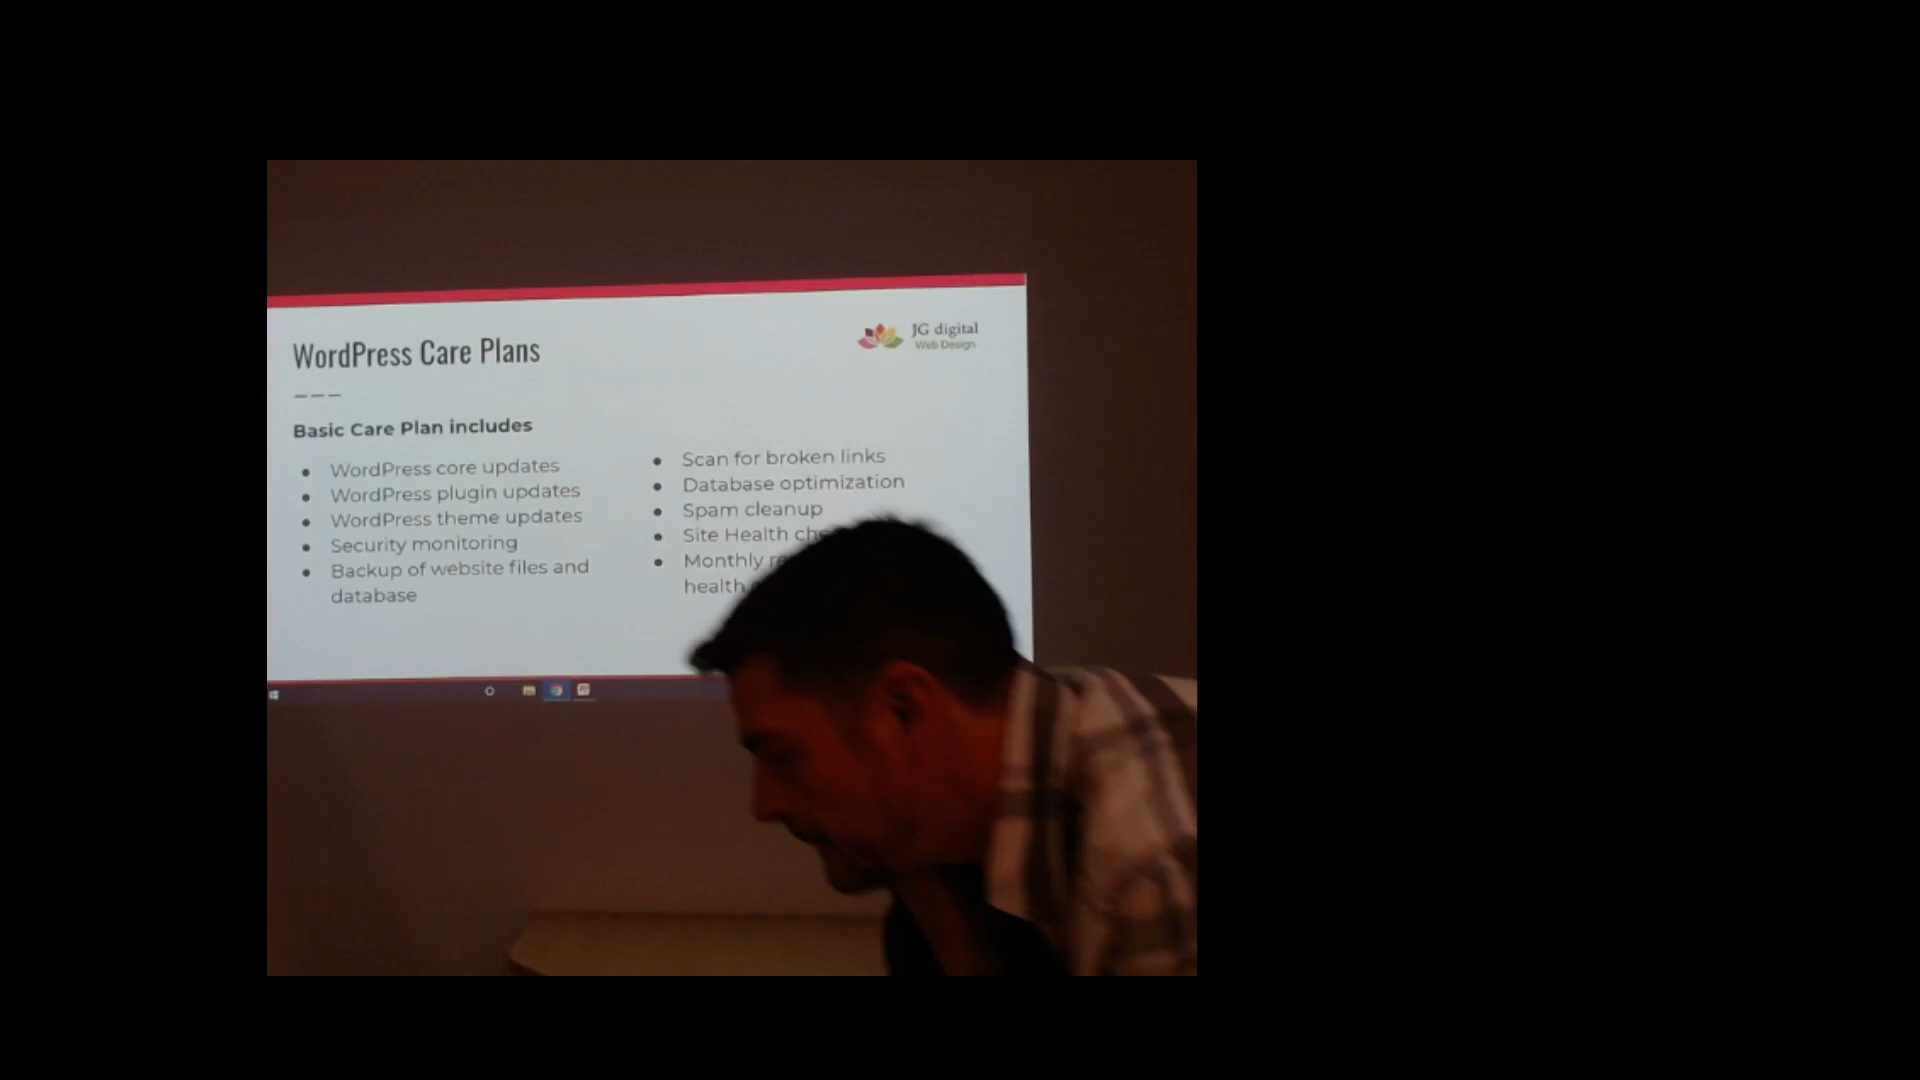 WordPress Care Plans
JG digital
Web Design
Basic Care Plan includes
WordPress core updates
WordPress plugin updates
WordPress theme updates
Security monitoring
Backup of website files and
database
Scan for broken links
Database optimization
Spam cleanup
Site Health
Monthly
health